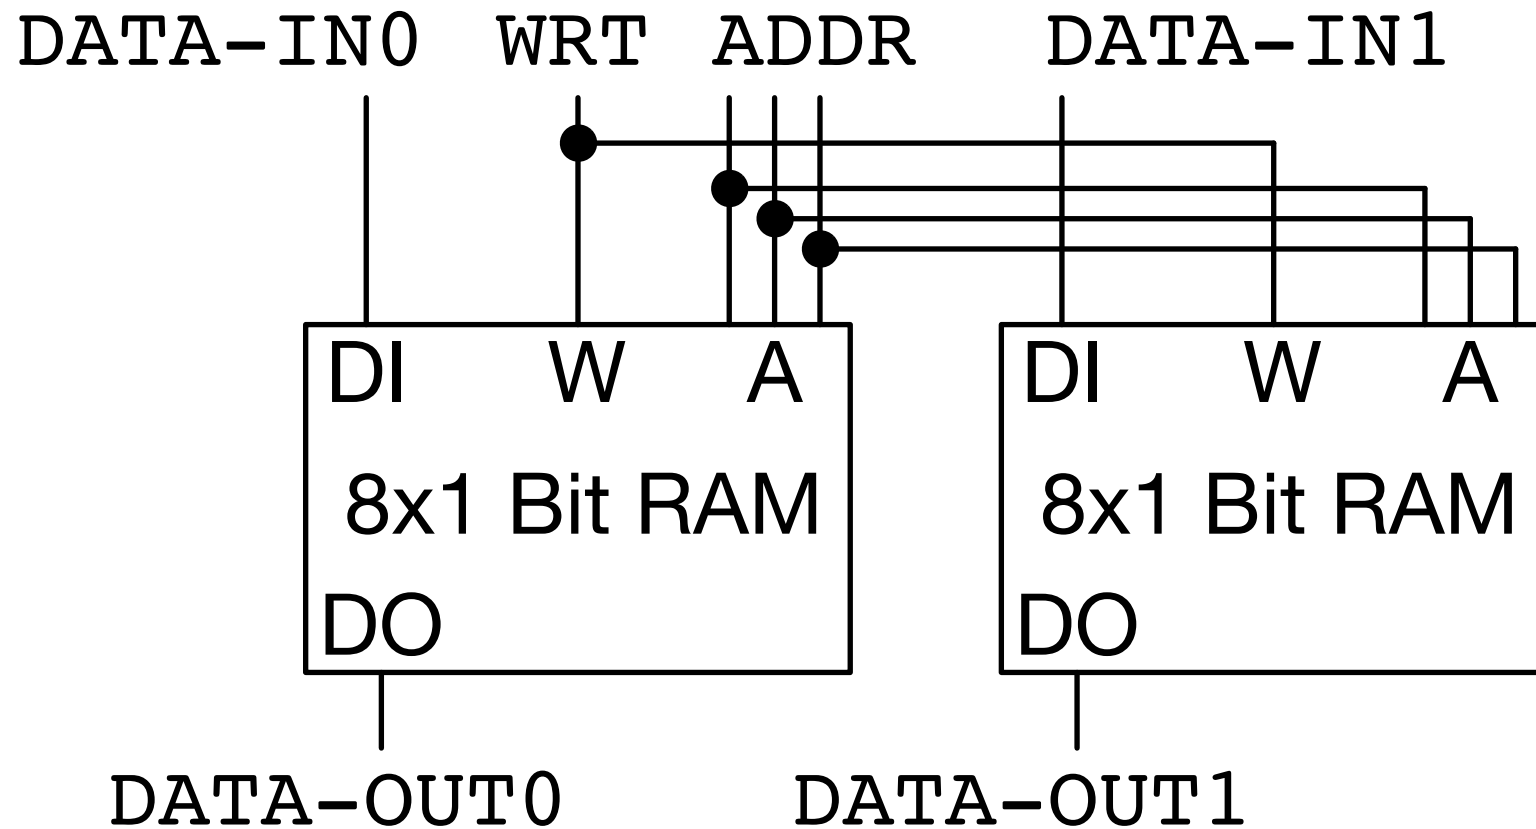 DATA-IN0 WRT ADDR DATA-IN1
DI W A DI W A
8x1 Bit RAM 8x1 Bit RAM
DO DO
DATA-OUT0 DATA-OUT1